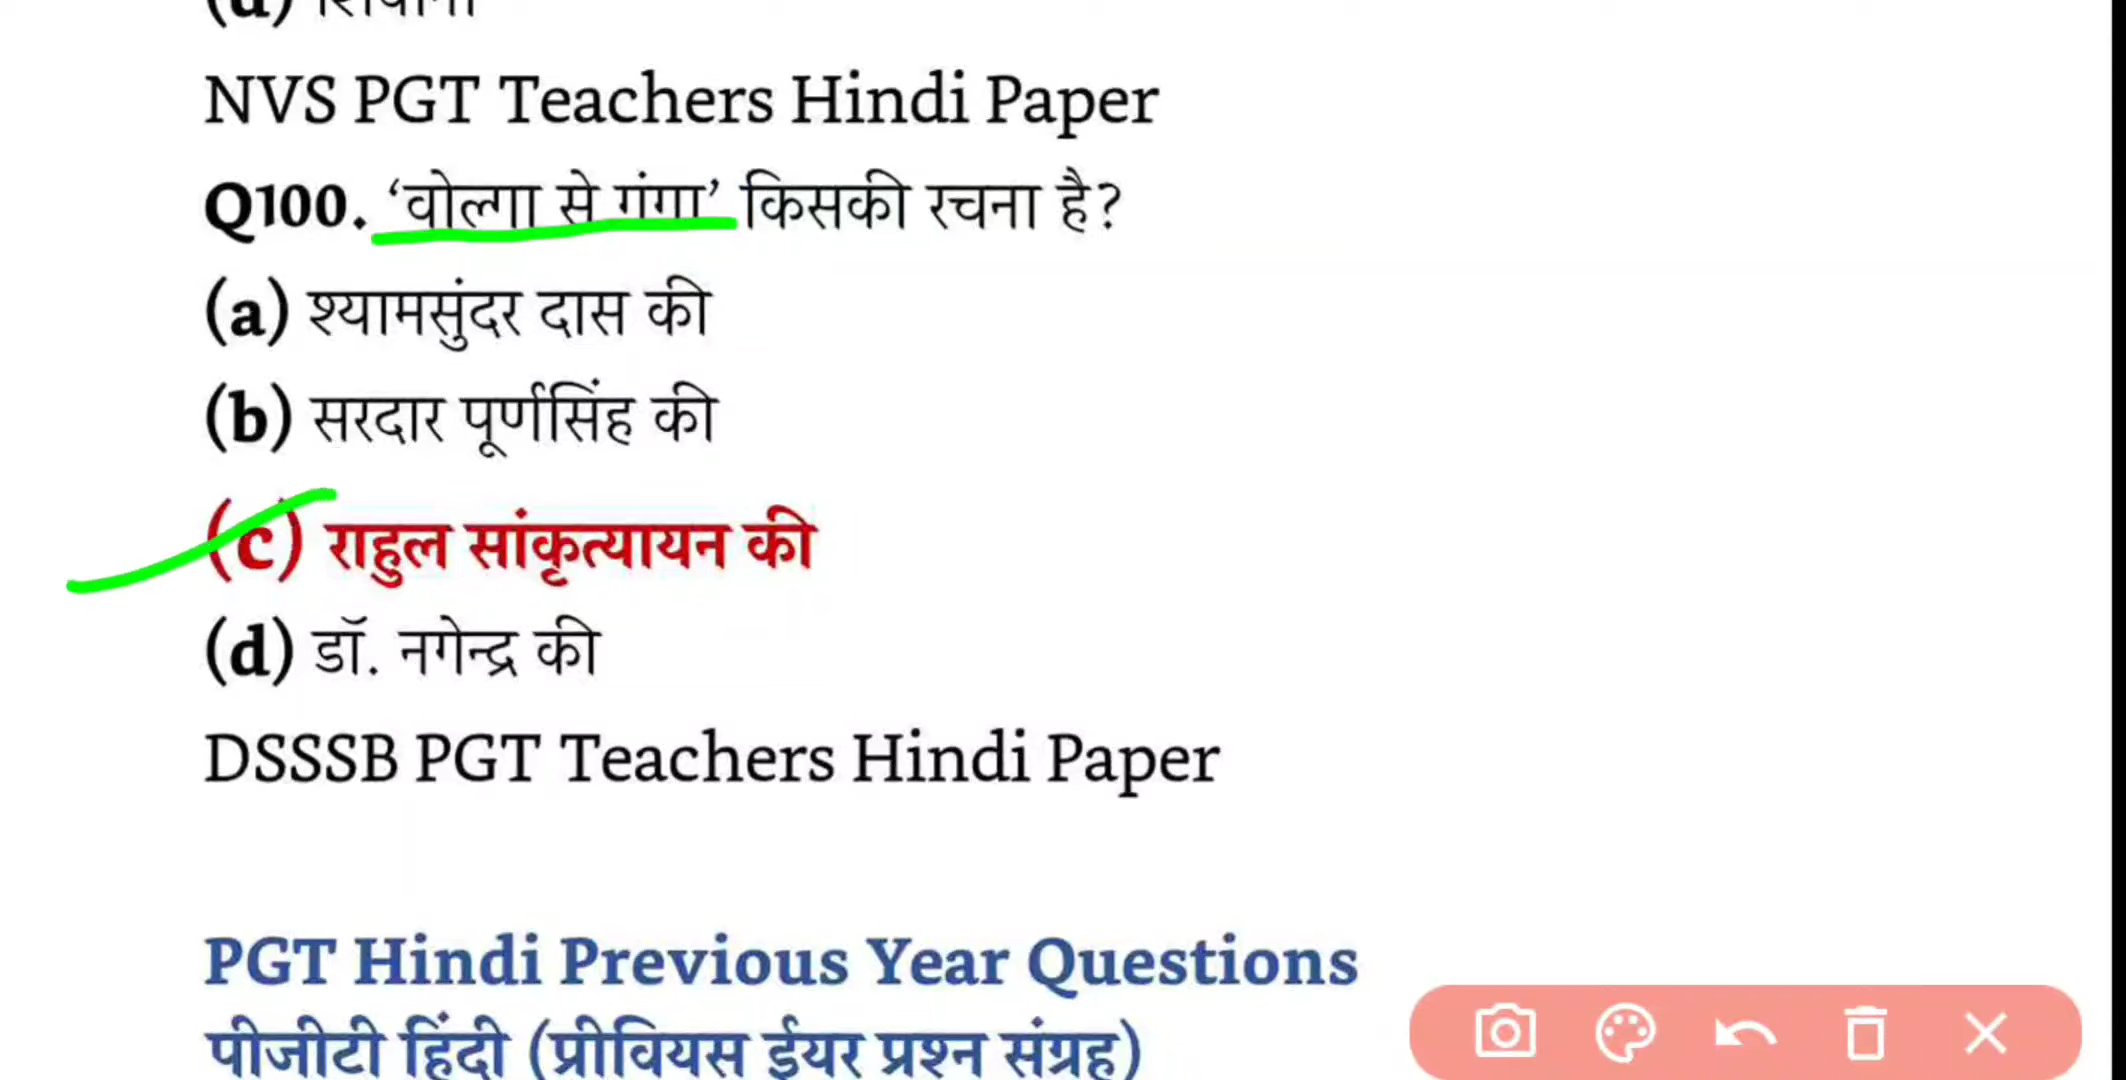 (d) शिवानी
NVS PGT Teachers Hindi Paper
Q100. ‘वोल्गा से गंगा’ किसकी रचना है?
(a) श्यामसुंदर दास की
(b) सरदार पूर्णसिंह की
(c) राहुल सांकृत्यायन की
(d) डॉ. नगेन्द्र की
DSSSB PGT Teachers Hindi Paper
PGT Hindi Previous Year Questions
पीजीटी हिंदी (प्रीवियस ईयर प्रश्न संग्रह)